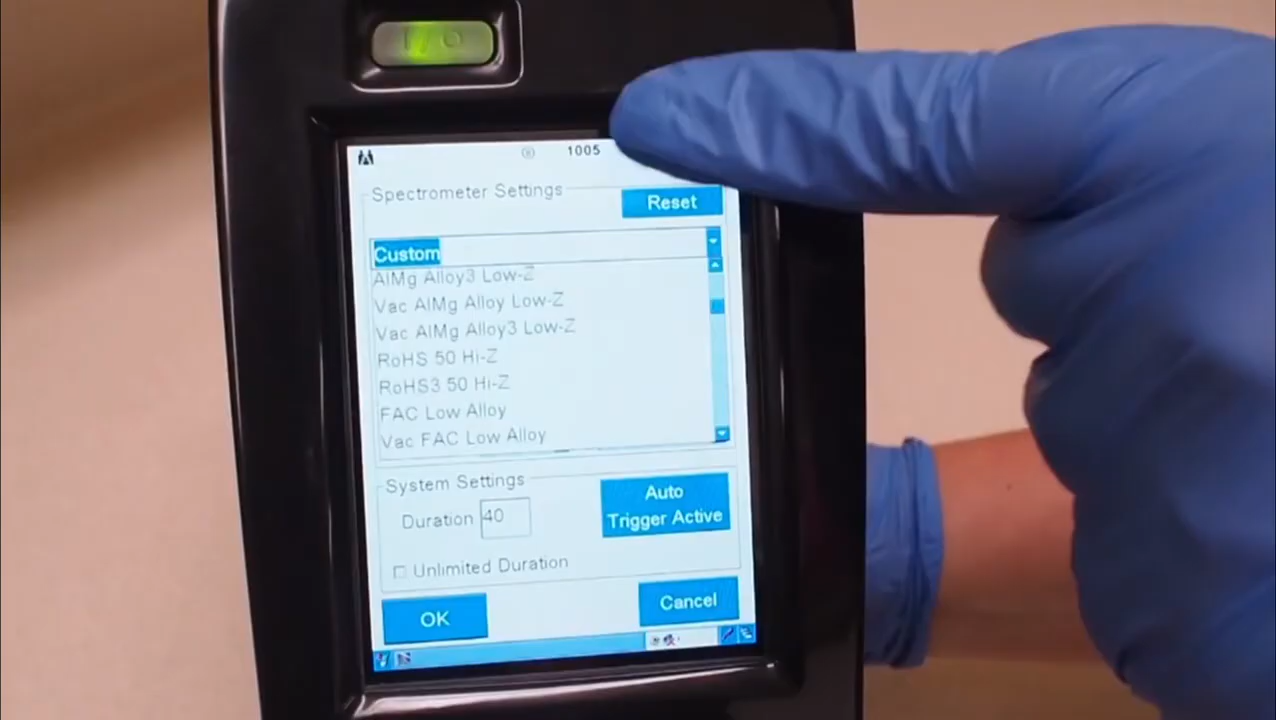 I/O
1005
Spectrometer Settings
Reset
Custom
AlMg Alloy3 Low-Z
Vac AlMg Alloy Low-Z
Vac AlMg Alloy3 Low-Z
RoHS 50 Hi-Z
RoHS3 50 Hi-Z
FAC Low Alloy
Vac FAC Low Alloy
System Settings
Duration 40
Auto
Trigger Active
Unlimited Duration
OK
Cancel